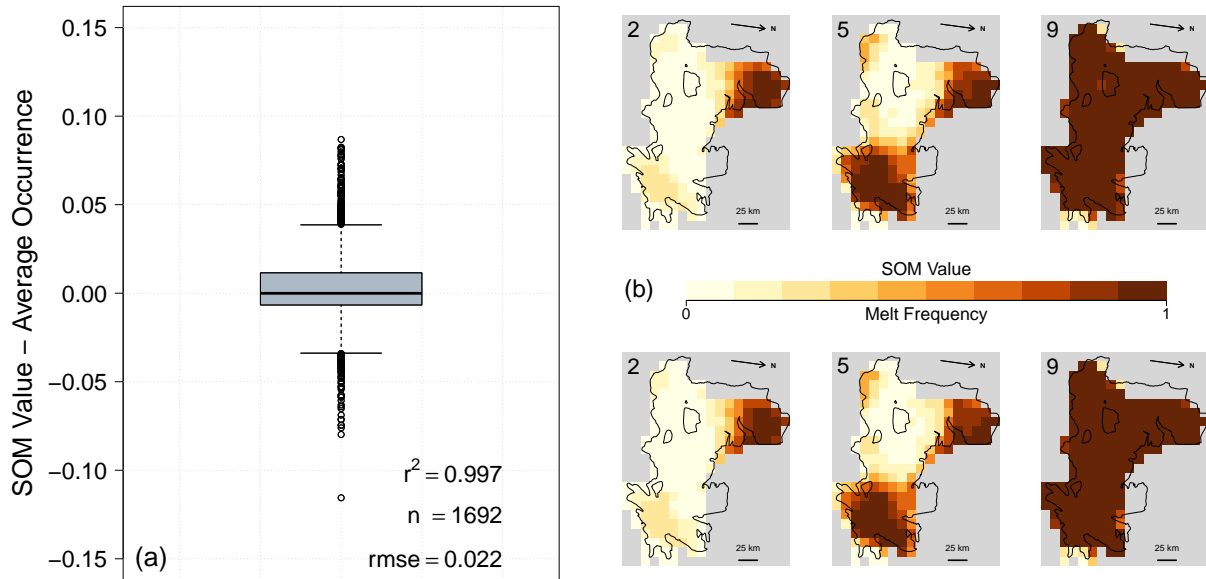 SOM Value − Average Occurrence
0.15
0.10
0.05
0.00
−0.05
−0.10
−0.15
r² = 0.997
n = 1692
rmse = 0.022
(a)
2
N
25 km
5
N
25 km
9
N
25 km
(b)
SOM Value
0
Melt Frequency
1
2
N
25 km
5
N
25 km
9
N
25 km